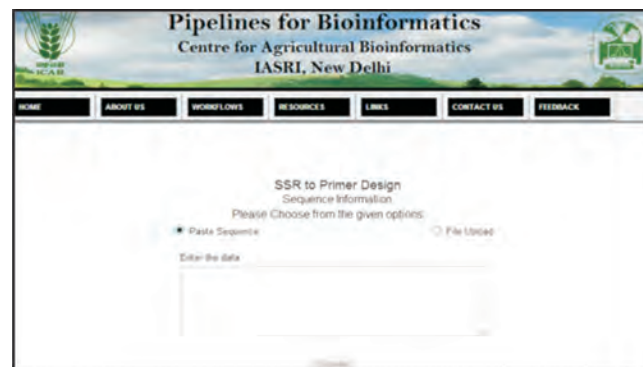 Pipelines for Bioinformatics
Centre for Agricultural Bioinformatics
IASRI, New Delhi
ICAR
HOME ABOUT US WORKFLOWS RESOURCES LINKS CONTACT US FEEDBACK
SSR to Primer Design
Sequence Information
Please Choose from the given options:
Paste Sequence File Upload
Enter the data